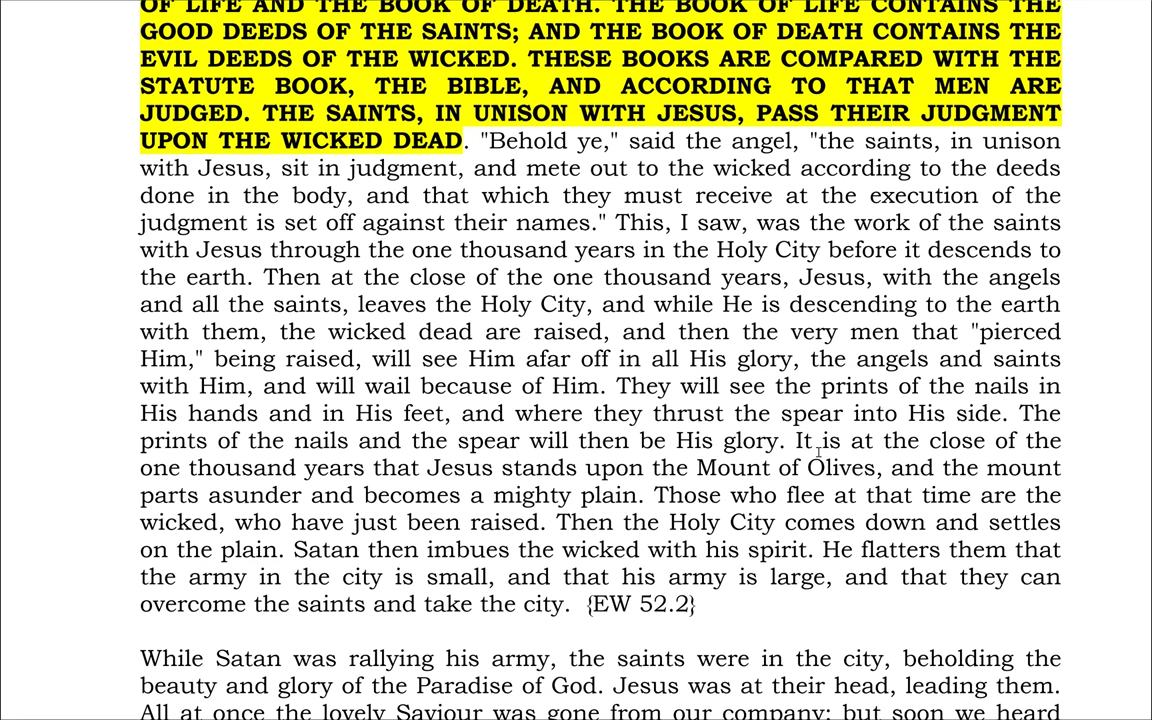 OF LIFE AND THE BOOK OF DEATH. THE BOOK OF LIFE CONTAINS THE
GOOD DEEDS OF THE SAINTS; AND THE BOOK OF DEATH CONTAINS THE
EVIL DEEDS OF THE WICKED. THESE BOOKS ARE COMPARED WITH THE
STATUTE BOOK, THE BIBLE, AND ACCORDING TO THAT MEN ARE
JUDGED. THE SAINTS, IN UNISON WITH JESUS, PASS THEIR JUDGMENT
UPON THE WICKED DEAD. "Behold ye," said the angel, "the saints, in unison
with Jesus, sit in judgment, and mete out to the wicked according to the deeds
done in the body, and that which they must receive at the execution of the
judgment is set off against their names." This, I saw, was the work of the saints
with Jesus through the one thousand years in the Holy City before it descends to
the earth. Then at the close of the one thousand years, Jesus, with the angels
and all the saints, leaves the Holy City, and while He is descending to the earth
with them, the wicked dead are raised, and then the very men that "pierced
Him," being raised, will see Him afar off in all His glory, the angels and saints
with Him, and will wail because of Him. They will see the prints of the nails in
His hands and in His feet, and where they thrust the spear into His side. The
prints of the nails and the spear will then be His glory. It is at the close of the
one thousand years that Jesus stands upon the Mount of Olives, and the mount
parts asunder and becomes a mighty plain. Those who flee at that time are the
wicked, who have just been raised. Then the Holy City comes down and settles
on the plain. Satan then imbues the wicked with his spirit. He flatters them that
the army in the city is small, and that his army is large, and that they can
overcome the saints and take the city. {EW 52.2}
While Satan was rallying his army, the saints were in the city, beholding the
beauty and glory of the Paradise of God. Jesus was at their head, leading them.
All at once the lovely Saviour was gone from our company; but soon we heard